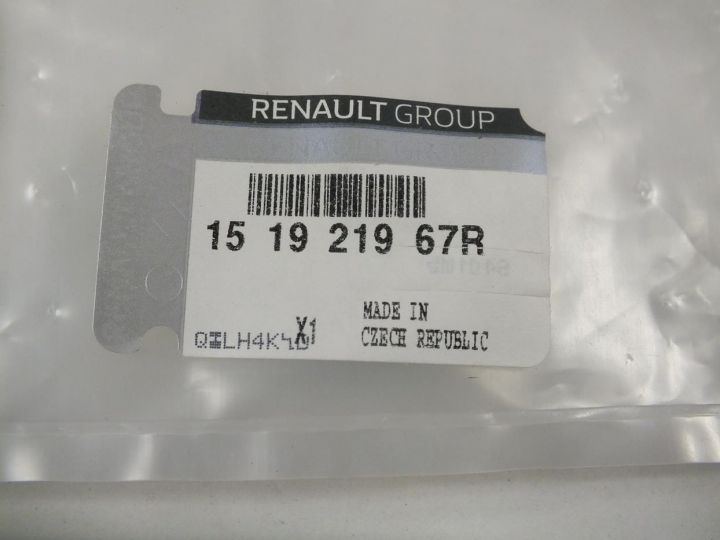 RENAULT GROUP
15 19 219 67R
X1
MADE IN
CZECH REPUBLIC